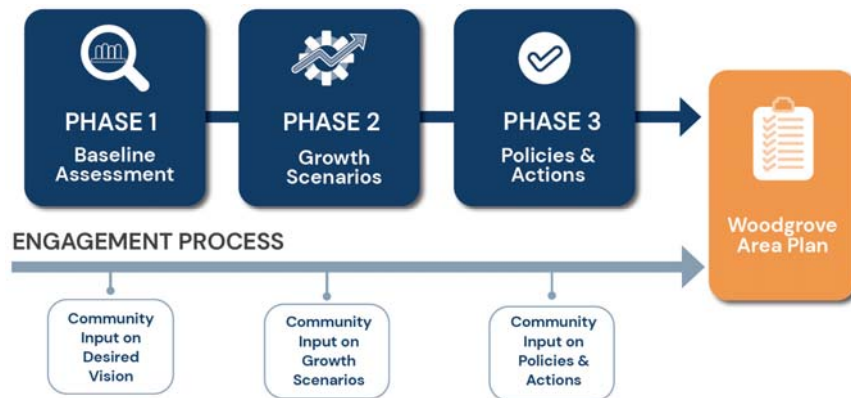 PHASE 1
Baseline
Assessment
PHASE 2
Growth
Scenarios
PHASE 3
Policies &
Actions
Woodgrove
Area Plan
ENGAGEMENT PROCESS
Community
Input on
Desired
Vision
Community
Input on
Growth
Scenarios
Community
Input on
Policies &
Actions